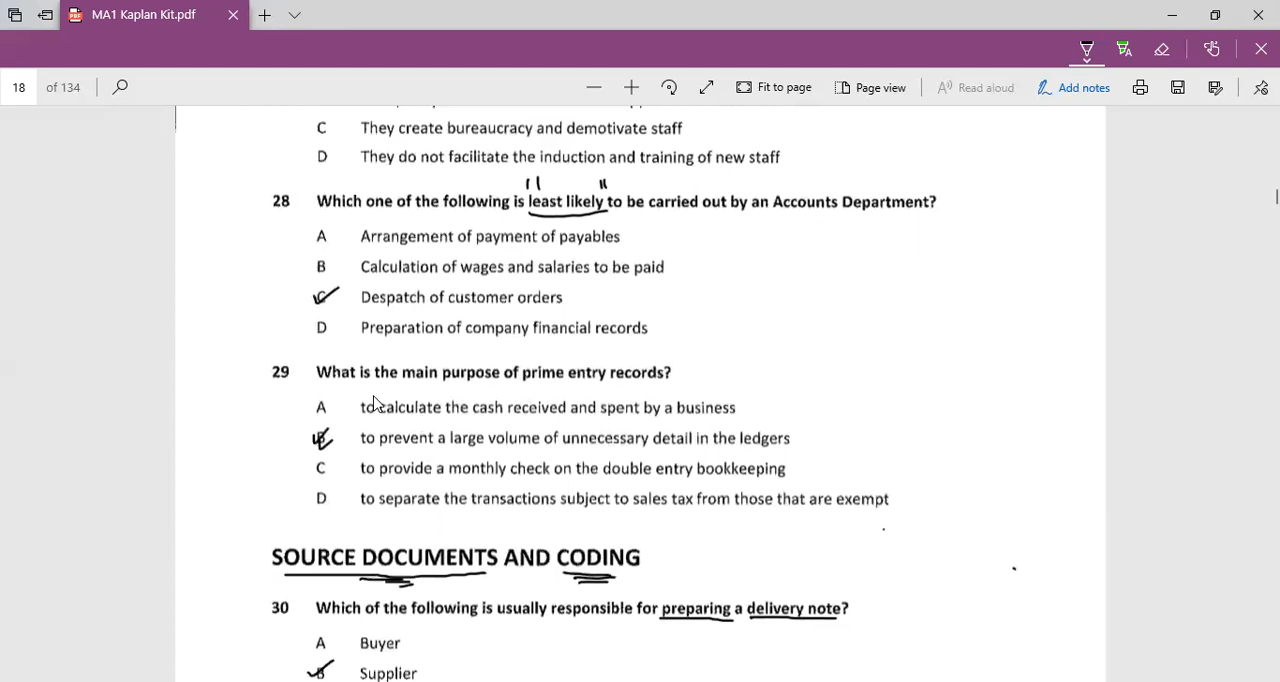 MA1 Kaplan Kit.pdf
18 of 134
Fit to page
Page view
Read aloud
Add notes
C They create bureaucracy and demotivate staff
D They do not facilitate the induction and training of new staff
28 Which one of the following is "least likely" to be carried out by an Accounts Department?
A Arrangement of payment of payables
B Calculation of wages and salaries to be paid
C Despatch of customer orders
D Preparation of company financial records
29 What is the main purpose of prime entry records?
A to calculate the cash received and spent by a business
B to prevent a large volume of unnecessary detail in the ledgers
C to provide a monthly check on the double entry bookkeeping
D to separate the transactions subject to sales tax from those that are exempt
SOURCE DOCUMENTS AND CODING
30 Which of the following is usually responsible for preparing a delivery note?
A Buyer
B Supplier